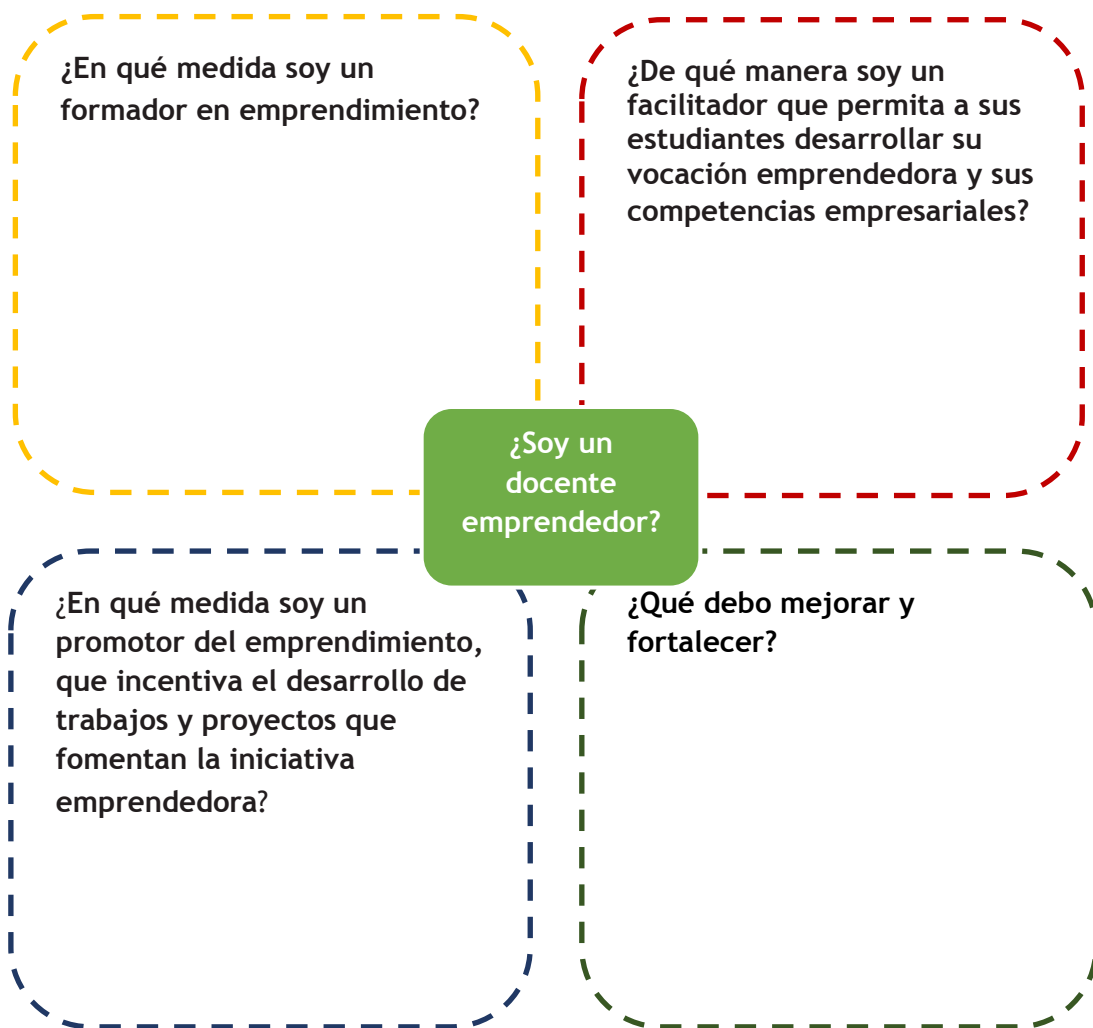 ¿En qué medida soy un
formador en emprendimiento?
¿De qué manera soy un
facilitador que permita a sus
estudiantes desarrollar su
vocación emprendedora y sus
competencias empresariales?
¿Soy un
docente
emprendedor?
¿En qué medida soy un
promotor del emprendimiento,
que incentiva el desarrollo de
trabajos y proyectos que
fomentan la iniciativa
emprendedora?
¿Qué debo mejorar y
fortalecer?